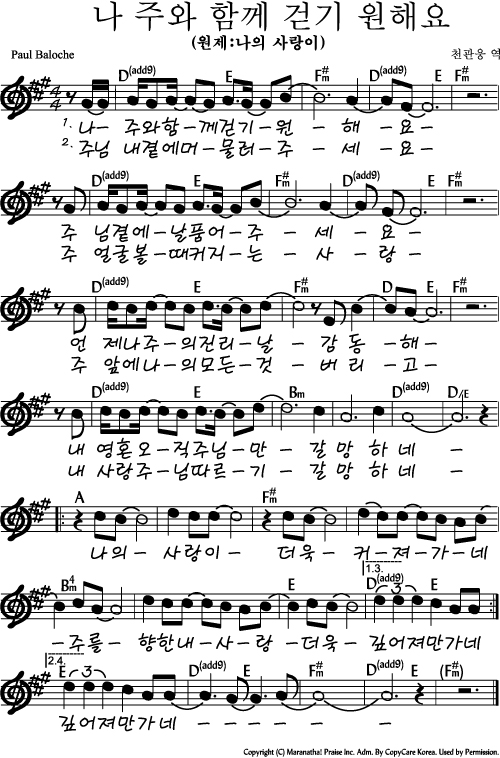 나 주와 함께 걷기 원해요
(원제:나의 사랑이)
Paul Baloche 천관웅 역
D(add9) E F#m D(add9) E F#m
1. 나- 주와함-께걷기-원-해-요-
2. 주님 내곁에머-물러-주-세-요-
D(add9) E F#m D(add9) E F#m
주 님곁에-날품어-주-세-요-
주 얼굴볼-때커지-는-사-랑-
D(add9) E F#m D(add9) E F#m
언 제나주-의진리-날-감동-해-
주 앞에나-의모든-것-버리-고-
D(add9) E Bm D(add9) D/E
내 영혼오-직주님-만-갈망하네-
내 사랑주-님따르-기-갈망하네-
A F#m
나의-사랑이-더욱-커-져-가-네
1.3.
Bm4 E D(add9) E
-주를-향한내-사랑-더욱-깊어져만가네
2.4.
E D(add9) E F#m D(add9) E (F#m)
깊어져만가네 - - - - -
Copyright (C) Maranatha! Praise Inc. Adm. By CopyCare Korea. Used by Permission.